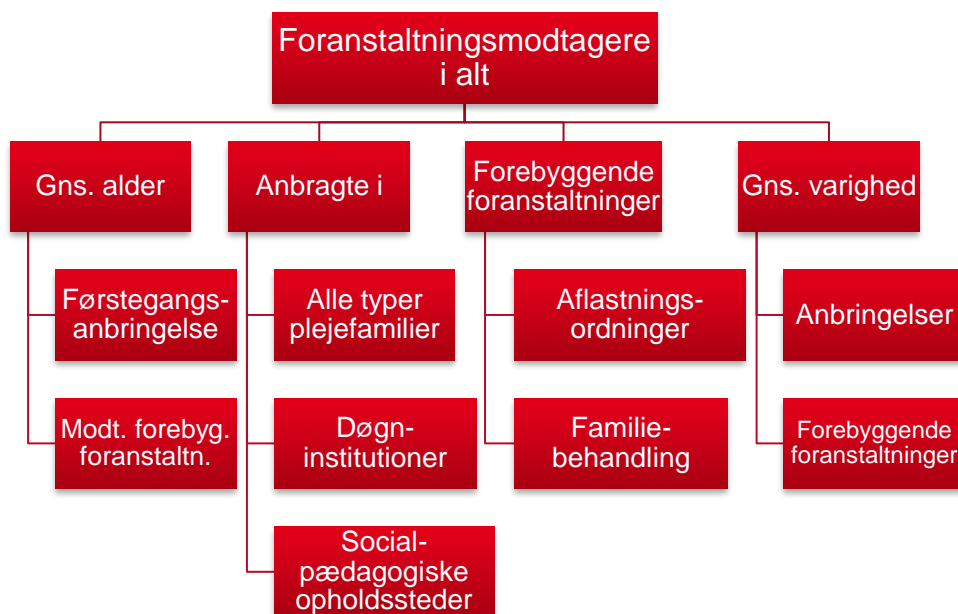 Foranstaltningsmodtagere
i alt
Gns. alder
Anbragte i
Forebyggende
foranstaltninger
Gns. varighed
Førstegangs-
anbringelse
Alle typer
plejefamilier
Aflastnings-
ordninger
Anbringelser
Modt. forebyg.
foranstaltn.
Døgn-
institutioner
Familie-
behandling
Forebyggende
foranstaltninger
Social-
pædagogiske
opholdssteder